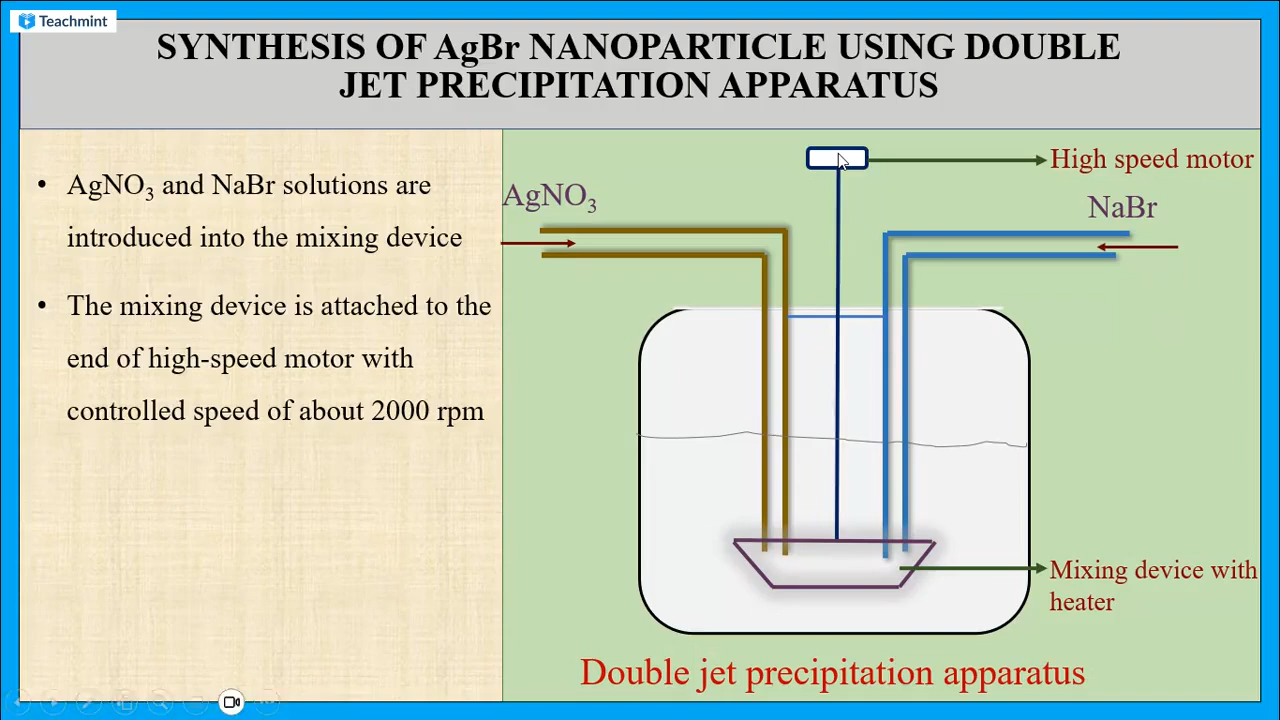 Teachmint
SYNTHESIS OF AgBr NANOPARTICLE USING DOUBLE
JET PRECIPITATION APPARATUS
• AgNO₃ and NaBr solutions are
introduced into the mixing device
• The mixing device is attached to the
end of high-speed motor with
controlled speed of about 2000 rpm
High speed motor
AgNO₃
NaBr
Mixing device with
heater
Double jet precipitation apparatus